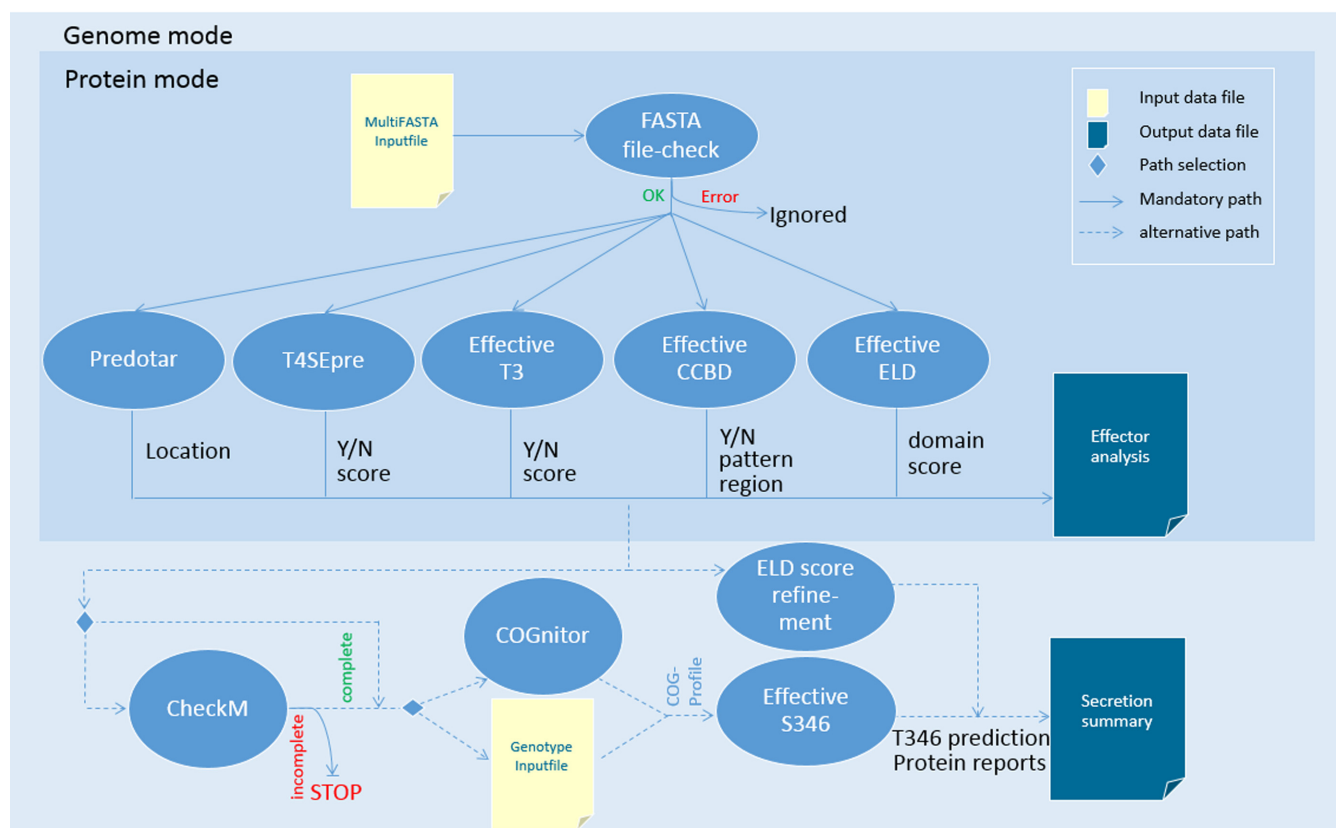 Genome mode
Protein mode
MultiFASTA
Inputfile
FASTA
file-check
OK
Error
Ignored
Input data file
Output data file
Path selection
Mandatory path
alternative path
Predotar
T4SEpre
Effective
T3
Effective
CCBD
Effective
ELD
Location
Y/N
score
Y/N
score
Y/N
pattern
region
domain
score
Effector
analysis
ELD score
refine-
ment
COGnitor
CheckM
complete
incomplete
STOP
Genotype
Inputfile
COG-
Profile
Effective
S346
T346 prediction
Protein reports
Secretion
summary